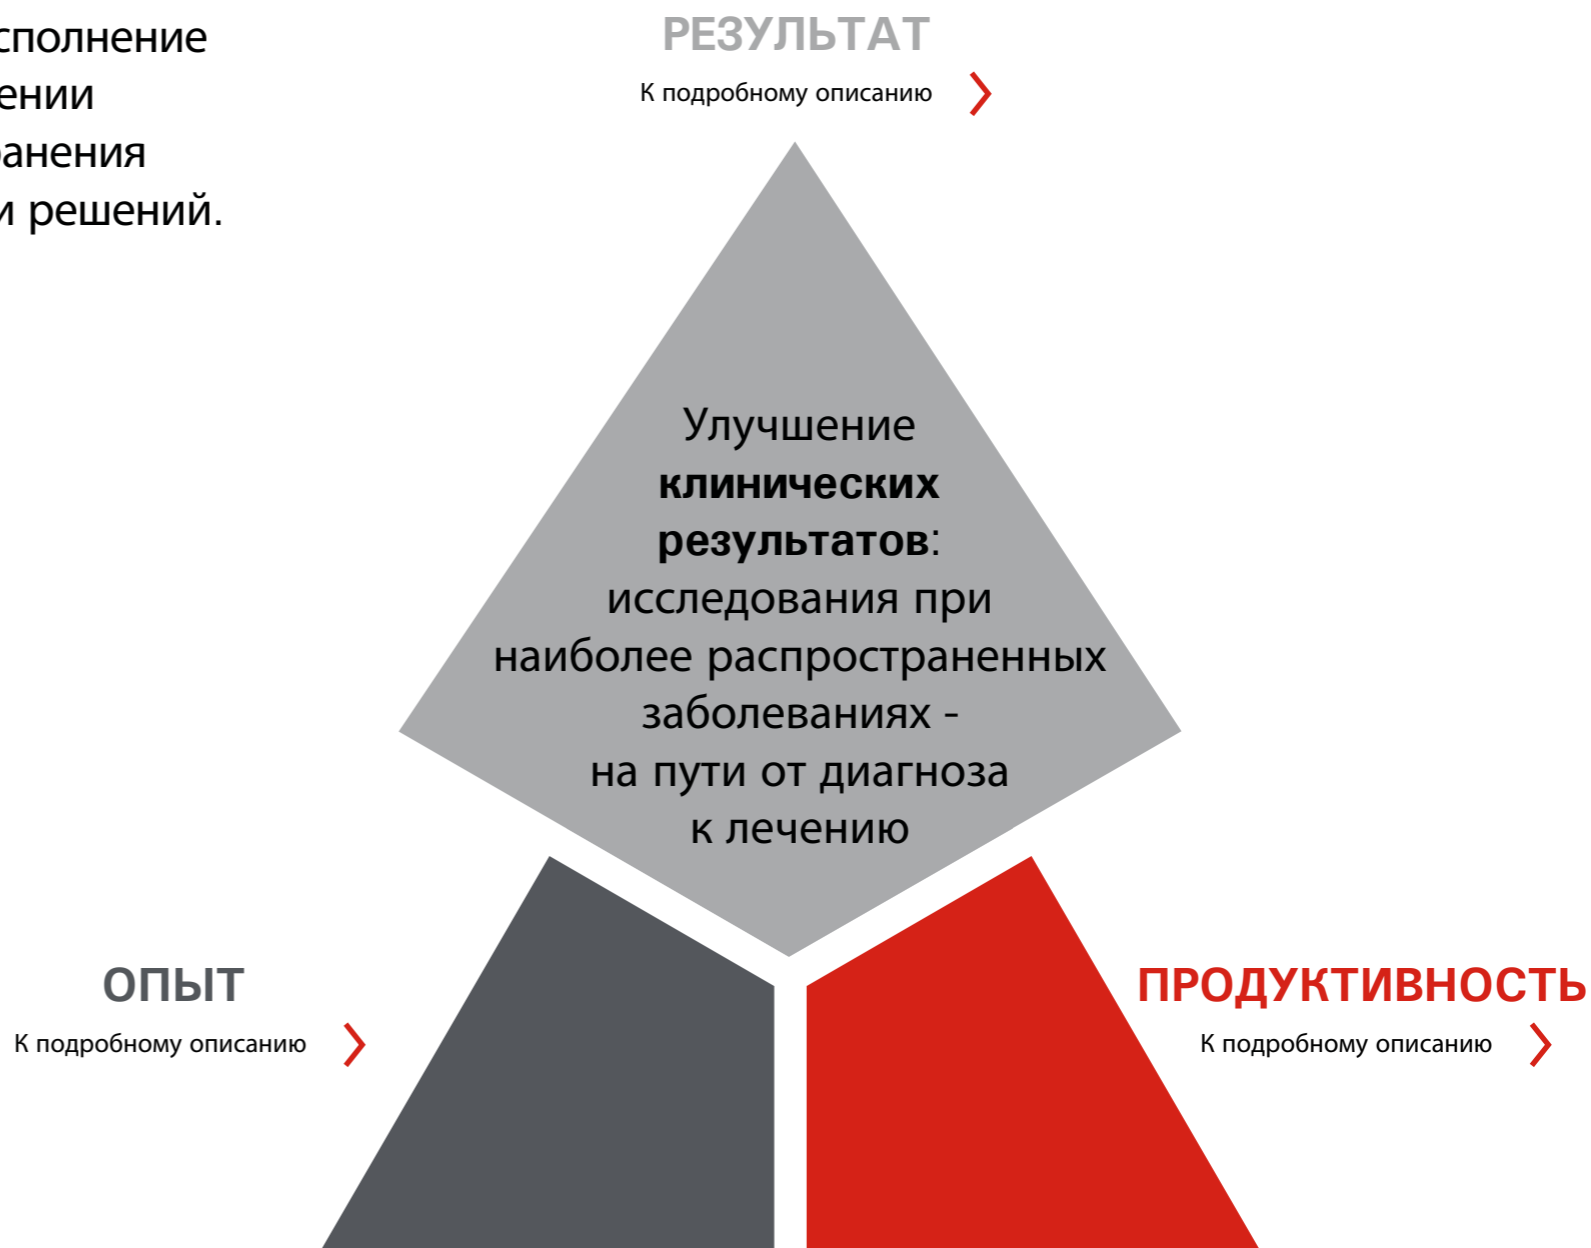 сполнение
ении
ранения
и решений.
РЕЗУЛЬТАТ
К подробному описанию
Улучшение
клинических
результатов:
исследования при
наиболее распространенных
заболеваниях -
на пути от диагноза
к лечению
ОПЫТ
К подробному описанию
ПРОДУКТИВНОСТЬ
К подробному описанию